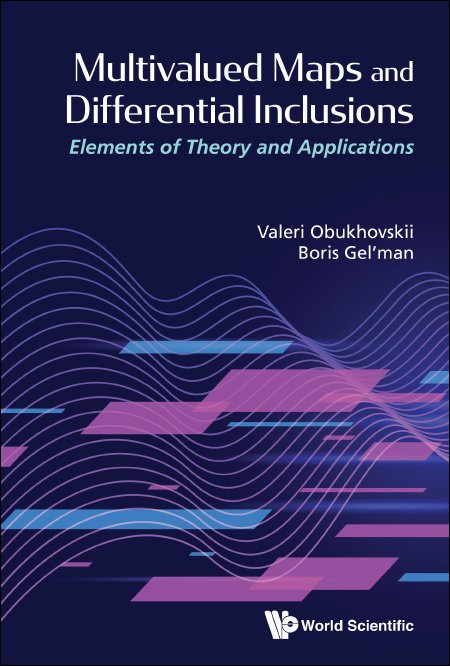 Multivalued Maps and
Differential Inclusions
Elements of Theory and Applications
Valeri Obukhovskii
Boris Gel'man
World Scientific